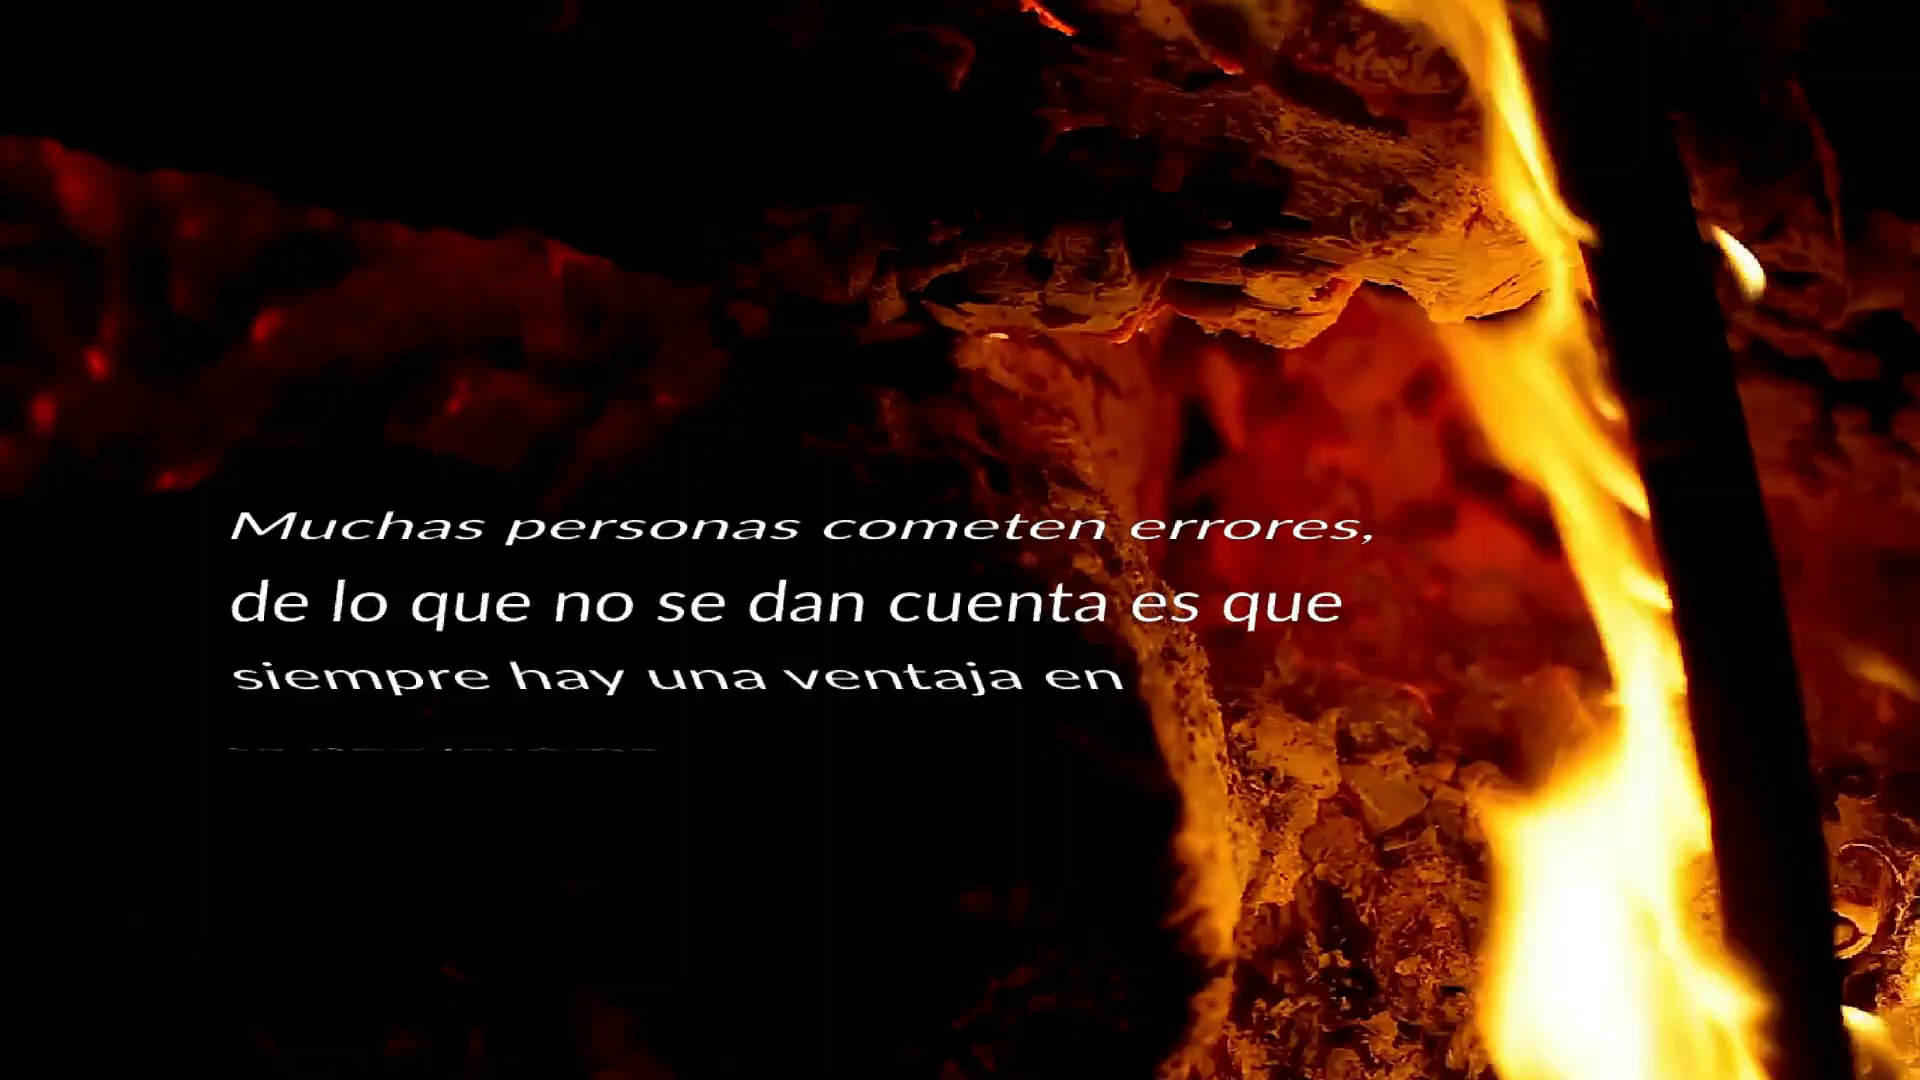 Muchas personas cometen errores,
de lo que no se dan cuenta es que
siempre hay una ventaja en